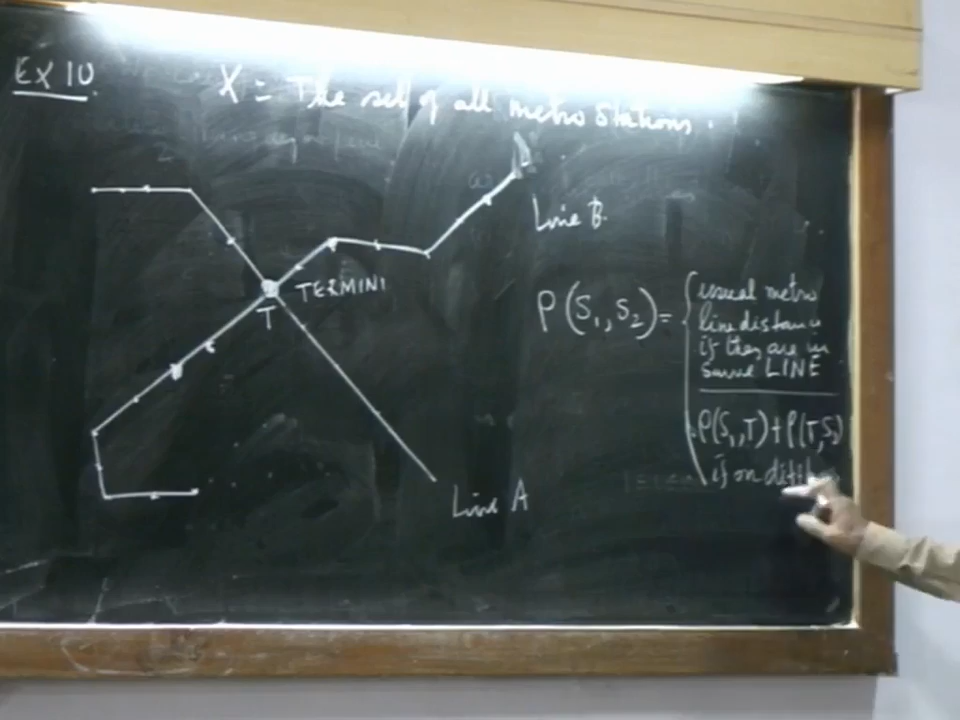 EX 10
X = The set of all metro stations.
Line B.
TERMINI
T
ρ(S₁, S₂) =
usual metro
line distance
if they are in
same LINE
ρ(S₁, T) + ρ(T, S₂)
if on
Line A